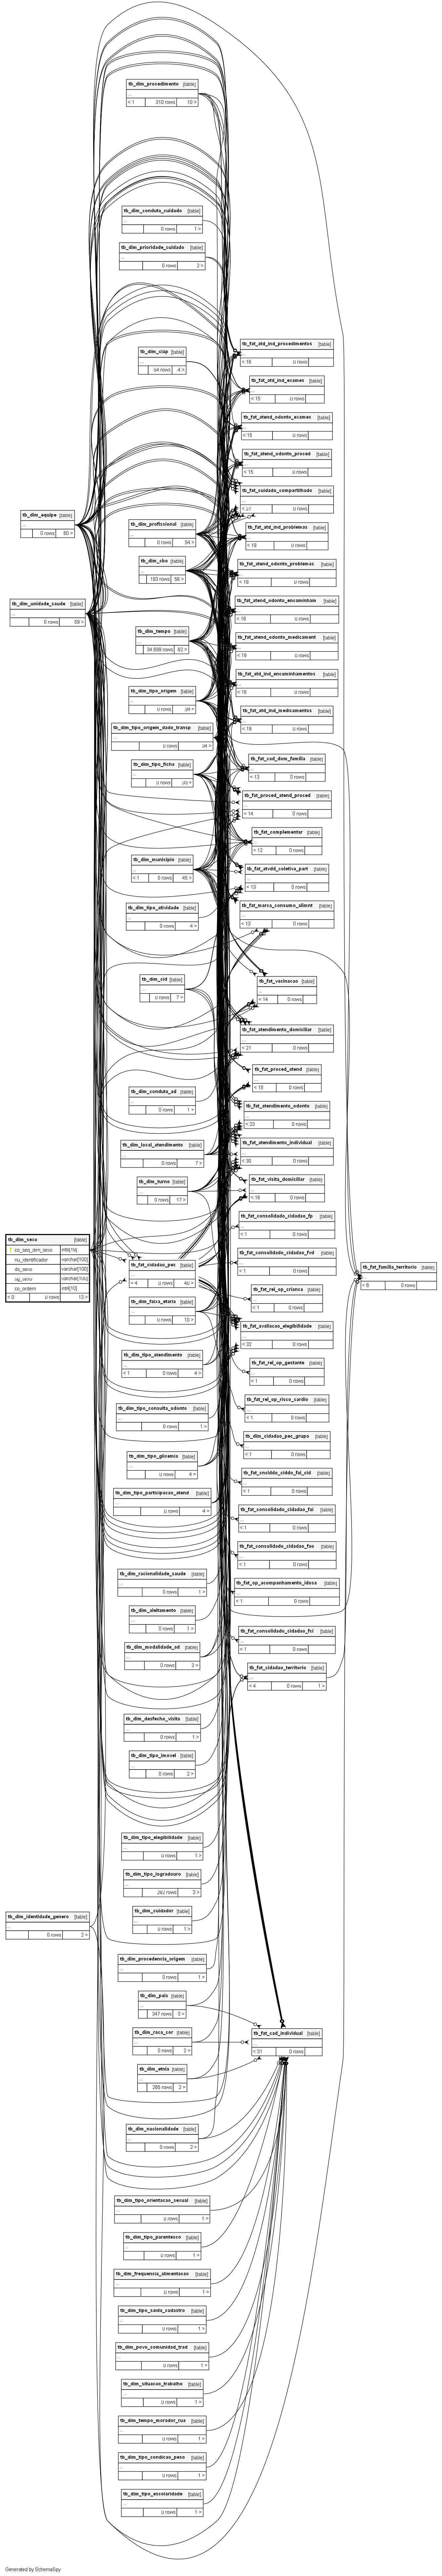 tb_dim_procedimento [table]
...
< 1 310 rows 10 >
tb_dim_conduta_cuidado [table]
...
0 rows 1 >
tb_dim_prioridade_cuidado [table]
...
0 rows 2 >
tb_dim_ciap [table]
...
54 rows 4 >
tb_dim_equipe [table]
...
0 rows 60 >
tb_dim_profissional [table]
...
0 rows 54 >
tb_dim_cbo [table]
...
tb_dim_unidade_saude [table]
...
0 rows 59 >
tb_dim_tempo [table]
...
tb_dim_tipo_origem [table]
...
0 rows 34 >
tb_dim_tipo_origem_dado_transp [table]
...
0 rows 34 >
tb_dim_tipo_ficha [table]
...
0 rows 33 >
tb_dim_municipio [table]
...
< 1 0 rows 45 >
tb_dim_tipo_atividade [table]
...
0 rows 4 >
tb_dim_cid [table]
...
0 rows 7 >
tb_dim_conduta_ad [table]
...
0 rows 1 >
tb_dim_local_atendimento [table]
...
0 rows 7 >
tb_dim_turno [table]
...
0 rows 17 >
tb_dim_sexo [table]
co_seq_dim_sexo int8[19]
nu_identificador varchar[100]
ds_sexo varchar[100]
sg_sexo varchar[100]
co_ordem int4[10]
< 0 0 rows 13 >
tb_fat_cidadao_pec [table]
...
< 4 0 rows 40 >
tb_dim_faixa_etaria [table]
...
0 rows 10 >
tb_dim_tipo_atendimento [table]
...
< 1 0 rows 4 >
tb_dim_tipo_consulta_odonto [table]
...
0 rows 1 >
tb_dim_tipo_glicemia [table]
...
0 rows 4 >
tb_dim_tipo_participacao_atend [table]
...
0 rows 4 >
tb_dim_racionalidade_saude [table]
...
0 rows 1 >
tb_dim_aleitamento [table]
...
0 rows 1 >
tb_dim_modalidade_ad [table]
...
0 rows 3 >
tb_dim_desfecho_visita [table]
...
0 rows 1 >
tb_dim_tipo_imovel [table]
...
0 rows 2 >
tb_dim_tipo_elegibilidade [table]
...
0 rows 1 >
tb_dim_tipo_logradouro [table]
...
tb_dim_cuidador [table]
...
0 rows 1 >
tb_dim_identidade_genero [table]
...
0 rows 2 >
tb_dim_procedencia_origem [table]
...
0 rows 1 >
tb_dim_pais [table]
...
347 rows 3 >
tb_dim_raca_cor [table]
...
0 rows 2 >
tb_dim_etnia [table]
...
265 rows 2 >
tb_dim_nacionalidade [table]
...
0 rows 2 >
tb_dim_tipo_orientacao_sexual [table]
...
0 rows 1 >
tb_dim_tipo_parentesco [table]
...
0 rows 1 >
tb_dim_frequencia_alimentacao [table]
...
0 rows 1 >
tb_dim_tipo_saida_cadastro [table]
...
0 rows 1 >
tb_dim_povo_comunidad_trad [table]
...
0 rows 1 >
tb_dim_situacao_trabalho [table]
...
0 rows 1 >
tb_dim_tempo_morador_rua [table]
...
0 rows 1 >
tb_dim_tipo_condicao_peso [table]
...
0 rows 1 >
tb_dim_tipo_escolaridade [table]
...
0 rows 1 >
tb_fat_atd_ind_procedimentos [table]
...
0 rows
tb_fat_atd_ind_exames [table]
...
< 15 0 rows
tb_fat_atend_odonto_exames [table]
...
< 15 0 rows
tb_fat_atend_odonto_proced [table]
...
< 15 0 rows
tb_fat_cuidado_compartilhado [table]
...
< 27 0 rows
tb_fat_atd_ind_problemas [table]
...
< 19 0 rows
tb_fat_atend_odonto_problemas [table]
...
< 19 0 rows
tb_fat_atend_odonto_encaminham [table]
...
0 rows
tb_fat_atend_odonto_medicament [table]
...
0 rows
tb_fat_atd_ind_encaminhamentos [table]
...
0 rows
tb_fat_atd_ind_medicamentos [table]
...
0 rows
tb_fat_cad_dom_familia [table]
...
< 13 0 rows
tb_fat_proced_atend_proced [table]
...
< 14 0 rows
tb_fat_complementar [table]
...
< 12 0 rows
tb_fat_atvdd_coletiva_part [table]
...
< 13 0 rows
tb_fat_marca_consumo_alimnt [table]
...
< 13 0 rows
tb_fat_vacinacao [table]
...
< 14 0 rows
tb_fat_atendimento_domiciliar [table]
...
< 21 0 rows
tb_fat_proced_atend [table]
...
< 15 0 rows
tb_fat_atendimento_odonto [table]
...
< 23 0 rows
tb_fat_atendimento_individual [table]
...
< 30 0 rows
tb_fat_visita_domiciliar [table]
...
0 rows
tb_fat_consolidado_cidadao_fp [table]
...
< 1 0 rows
tb_fat_consolidado_cidadao_fvd [table]
...
< 1 0 rows
tb_fat_rel_op_crianca [table]
...
< 1 0 rows
tb_fat_avaliacao_elegibilidade [table]
...
< 32 0 rows
tb_fat_rel_op_gestante [table]
...
< 1 0 rows
tb_fat_rel_op_risco_cardio [table]
...
< 1 0 rows
tb_dim_cidadao_pec_grupo [table]
...
< 1 0 rows
tb_fat_cnslddo_ciddo_fai_cid [table]
...
< 1 0 rows
tb_fat_consolidado_cidadao_fai [table]
...
< 1 0 rows
tb_fat_consolidado_cidadao_fao [table]
...
< 1 0 rows
tb_fat_op_acompanhamento_idosa [table]
...
< 1 0 rows
tb_fat_consolidado_cidadao_fci [table]
...
< 1 0 rows
tb_fat_cidadao_territorio [table]
...
< 4 0 rows 1 >
tb_fat_cad_individual [table]
...
< 31 0 rows
tb_fat_familia_territorio [table]
...
< 6 0 rows
Generated by SchemaSpy